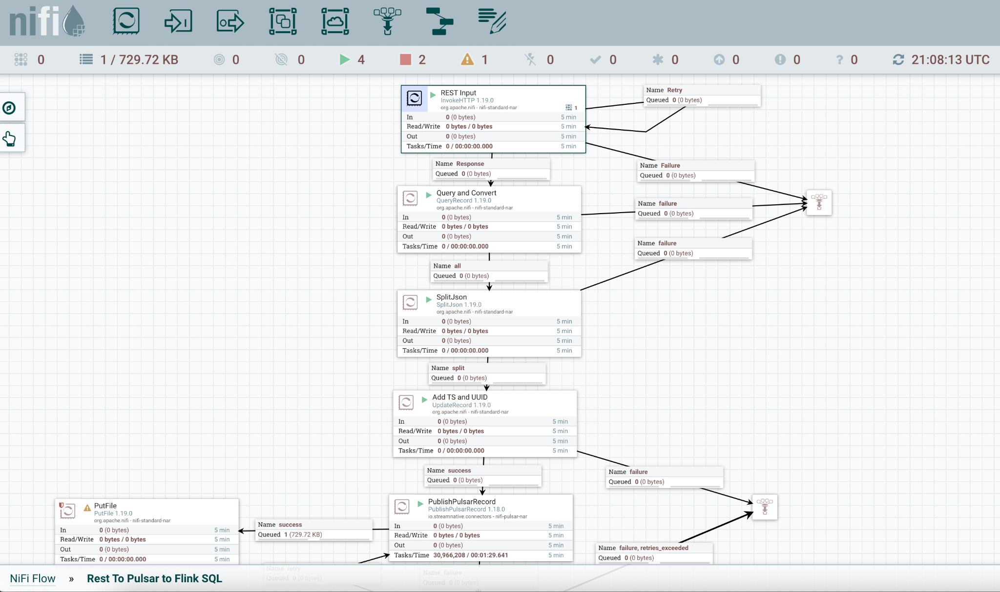 nifi
0 1 / 729.72 KB 0 0 4 2 1 0 0 0 0 0 0 21:08:13 UTC
REST Input
InvokeHTTP 1.19.0
org.apache.nifi - nifi-standard-nar
1
In 0 (0 bytes) 5 min
Read/Write 0 bytes / 0 bytes 5 min
Out 0 (0 bytes) 5 min
Tasks/Time 0 / 00:00:00.000 5 min
Name Retry
Queued 0 (0 bytes)
Name Response
Queued 0 (0 bytes)
Name Failure
Queued 0 (0 bytes)
Query and Convert
QueryRecord 1.19.0
org.apache.nifi - nifi-standard-nar
In 0 (0 bytes) 5 min
Read/Write 0 bytes / 0 bytes 5 min
Out 0 (0 bytes) 5 min
Tasks/Time 0 / 00:00:00.000 5 min
Name failure
Queued 0 (0 bytes)
Name failure
Queued 0 (0 bytes)
Name all
Queued 0 (0 bytes)
SplitJson
SplitJson 1.19.0
org.apache.nifi - nifi-standard-nar
In 0 (0 bytes) 5 min
Read/Write 0 bytes / 0 bytes 5 min
Out 0 (0 bytes) 5 min
Tasks/Time 0 / 00:00:00.000 5 min
Name split
Queued 0 (0 bytes)
Add TS and UUID
UpdateRecord 1.19.0
org.apache.nifi - nifi-standard-nar
In 0 (0 bytes) 5 min
Read/Write 0 bytes / 0 bytes 5 min
Out 0 (0 bytes) 5 min
Tasks/Time 0 / 00:00:00.000 5 min
Name success
Queued 0 (0 bytes)
Name failure
Queued 0 (0 bytes)
PutFile
PutFile 1.19.0
org.apache.nifi - nifi-standard-nar
In 0 (0 bytes) 5 min
Read/Write 0 bytes / 0 bytes 5 min
Out 0 (0 bytes) 5 min
Tasks/Time 0 / 00:00:00.000 5 min
Name success
Queued 1 (729.72 KB)
PublishPulsarRecord
PublishPulsarRecord 1.18.0
io.streamnative.connectors - nifi-pulsar-nar
In 0 (0 bytes) 5 min
Read/Write 0 bytes / 0 bytes 5 min
Out 0 (0 bytes) 5 min
Tasks/Time 30,966,208 / 00:01:29.641 5 min
Name failure, retries_exceeded
Queued 0 (0 bytes)
Name retry
Queued 0 (0 bytes)
Name failure
Queued 0 (0 bytes)
NiFi Flow » Rest To Pulsar to Flink SQL